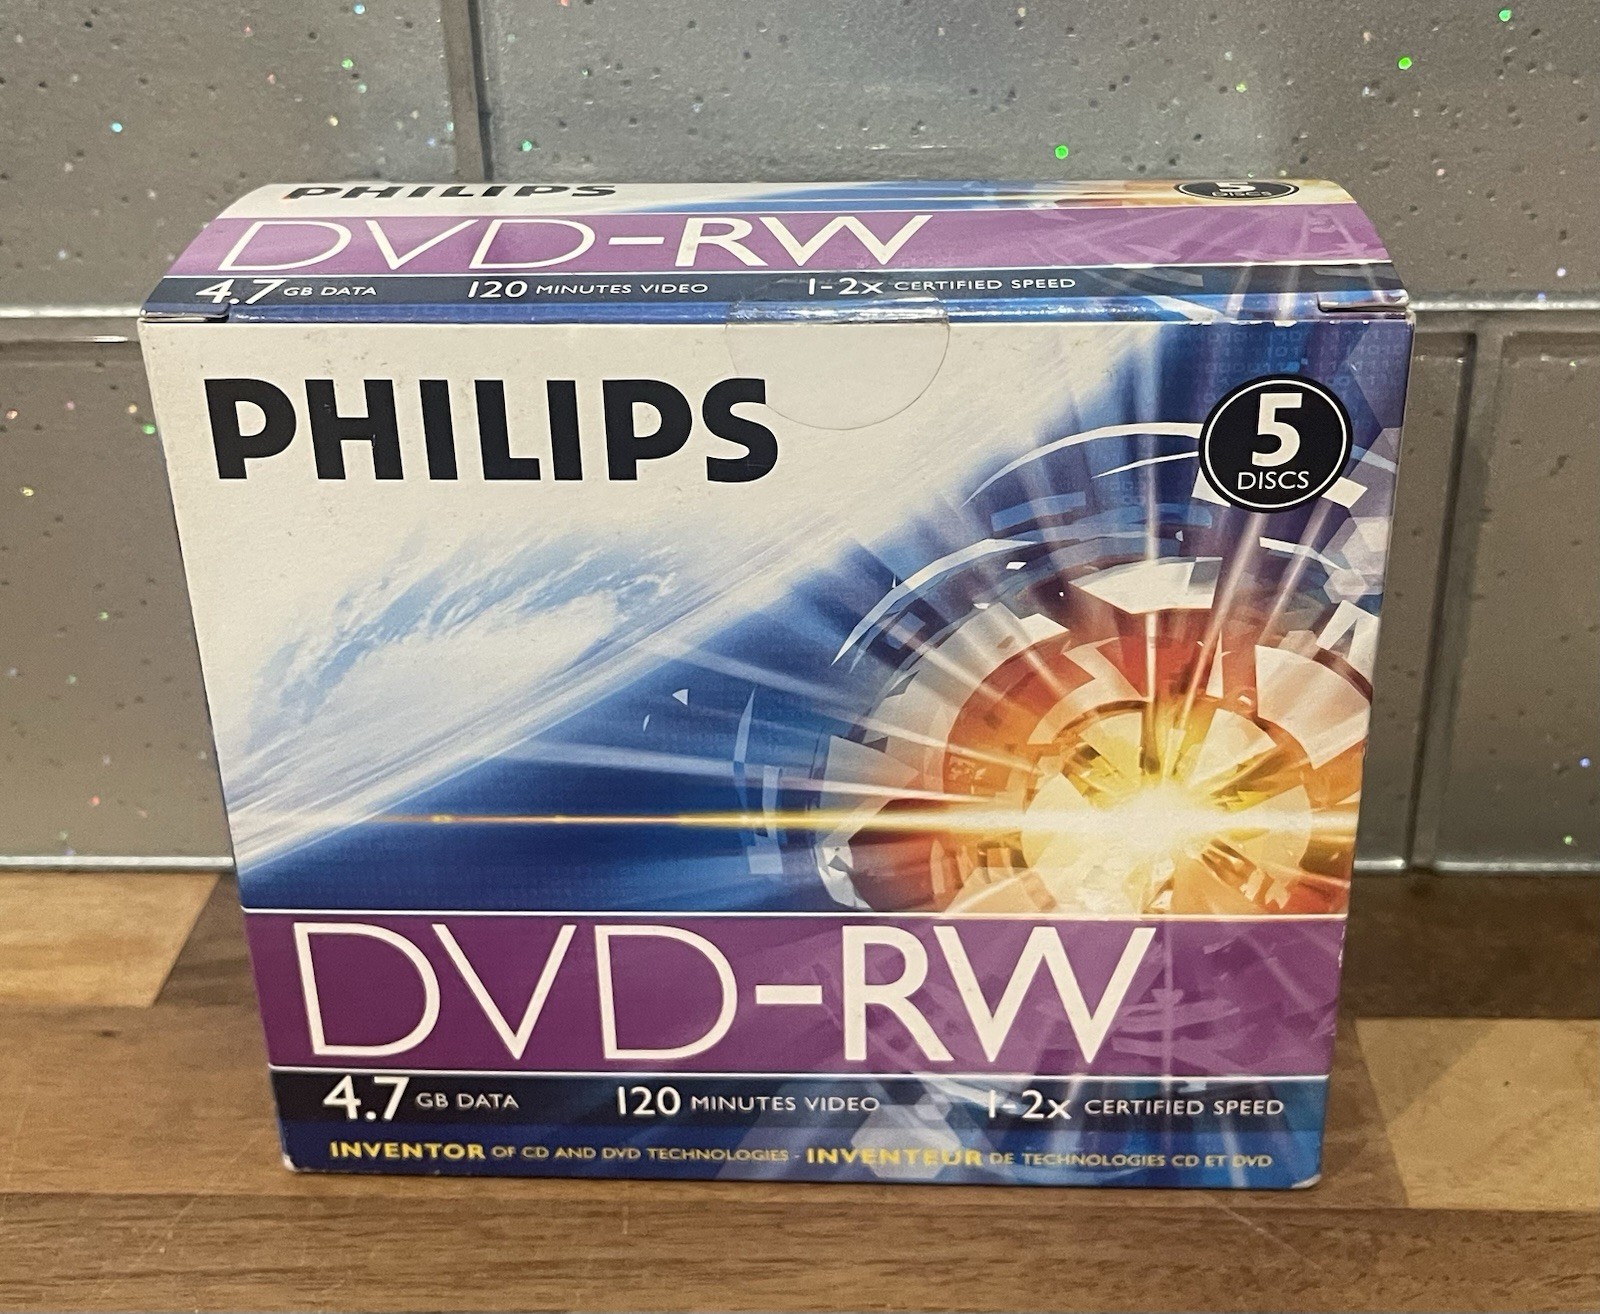 PHILIPS
5
DISCS
DVD-RW
4.7 GB DATA 120 MINUTES VIDEO 1-2x CERTIFIED SPEED
PHILIPS
5
DISCS
DVD-RW
4.7 GB DATA 120 MINUTES VIDEO 1-2x CERTIFIED SPEED
INVENTOR OF CD AND DVD TECHNOLOGIES - INVENTEUR DE TECHNOLOGIES CD ET DVD